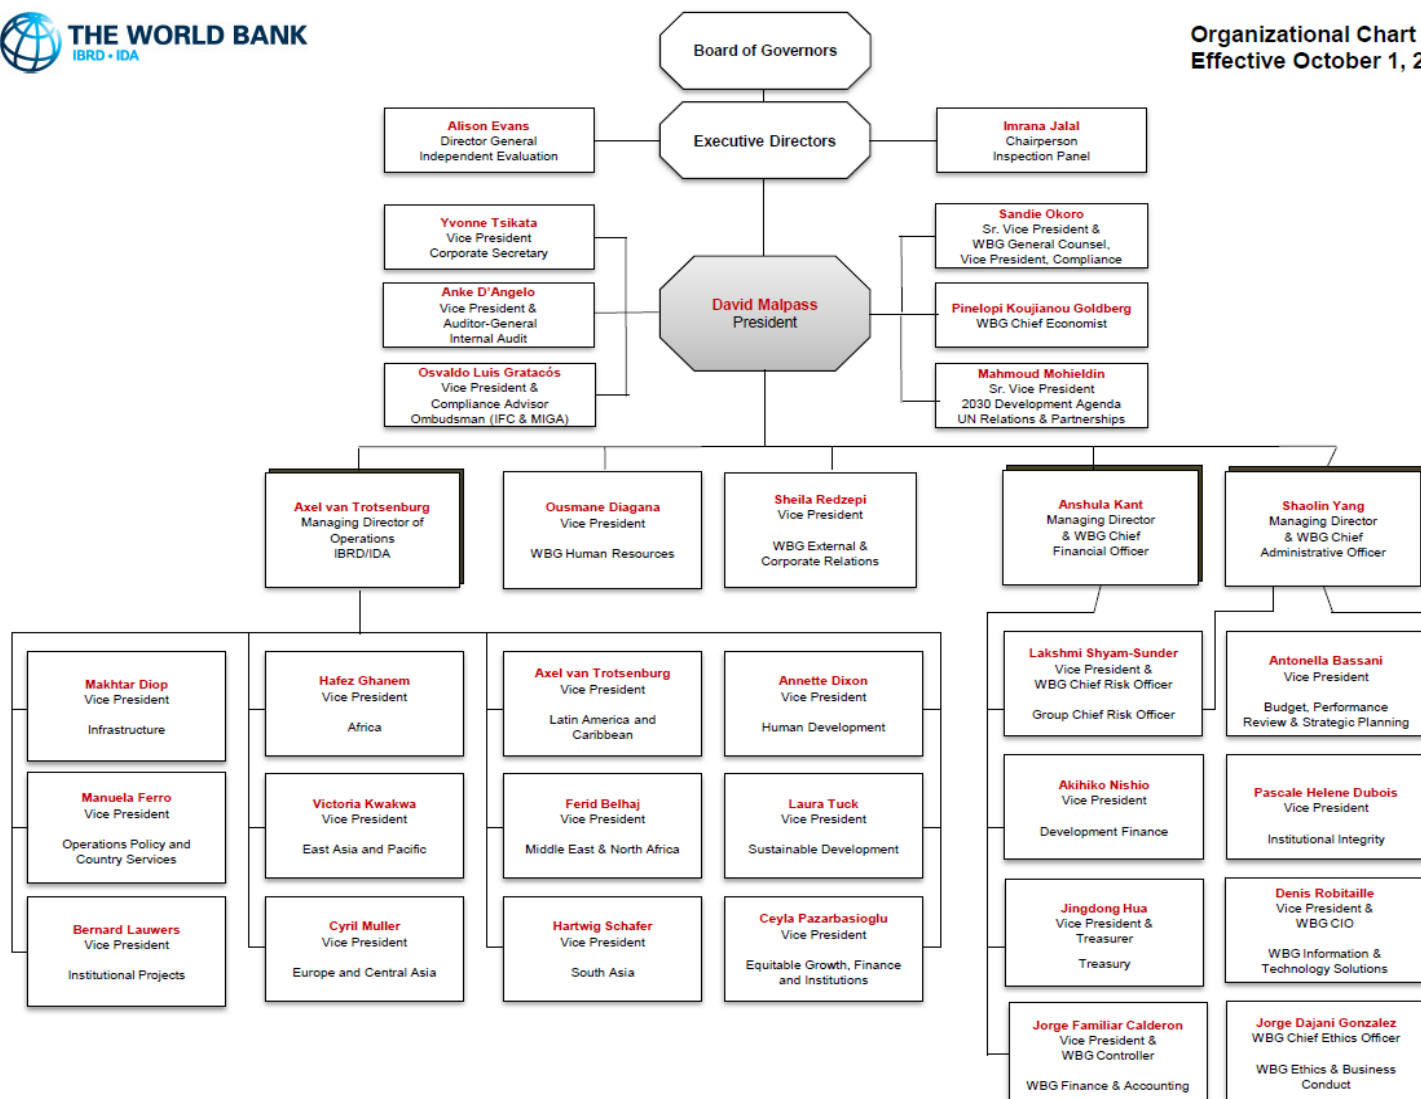 THE WORLD BANK
IBRD • IDA
Organizational Chart
Effective October 1, 2
Board of Governors
Alison Evans
Director General
Independent Evaluation
Executive Directors
Imrana Jalal
Chairperson
Inspection Panel
Yvonne Tsikata
Vice President
Corporate Secretary
Anke D'Angelo
Vice President &
Auditor-General
Internal Audit
Osvaldo Luis Gratacós
Vice President &
Compliance Advisor
Ombudsman (IFC & MIGA)
David Malpass
President
Sandie Okoro
Sr. Vice President &
WBG General Counsel,
Vice President, Compliance
Pinelopi Koujianou Goldberg
WBG Chief Economist
Mahmoud Mohieldin
Sr. Vice President
2030 Development Agenda
UN Relations & Partnerships
Axel van Trotsenburg
Managing Director of
Operations
IBRD/IDA
Ousmane Diagana
Vice President
WBG Human Resources
Sheila Redzepi
Vice President
WBG External &
Corporate Relations
Anshula Kant
Managing Director
& WBG Chief
Financial Officer
Shaolin Yang
Managing Director
& WBG Chief
Administrative Officer
Makhtar Diop
Vice President
Infrastructure
Hafez Ghanem
Vice President
Africa
Axel van Trotsenburg
Vice President
Latin America and
Caribbean
Annette Dixon
Vice President
Human Development
Lakshmi Shyam-Sunder
Vice President &
WBG Chief Risk Officer
Group Chief Risk Officer
Antonella Bassani
Vice President
Budget, Performance
Review & Strategic Planning
Manuela Ferro
Vice President
Operations Policy and
Country Services
Victoria Kwakwa
Vice President
East Asia and Pacific
Ferid Belhaj
Vice President
Middle East & North Africa
Laura Tuck
Vice President
Sustainable Development
Akihiko Nishio
Vice President
Development Finance
Pascale Helene Dubois
Vice President
Institutional Integrity
Bernard Lauwers
Vice President
Institutional Projects
Cyril Muller
Vice President
Europe and Central Asia
Hartwig Schafer
Vice President
South Asia
Ceyla Pazarbasioglu
Vice President
Equitable Growth, Finance
and Institutions
Jingdong Hua
Vice President &
Treasurer
Treasury
Denis Robitaille
Vice President &
WBG CIO
WBG Information &
Technology Solutions
Jorge Familiar Calderon
Vice President &
WBG Controller
WBG Finance & Accounting
Jorge Dajani Gonzalez
WBG Chief Ethics Officer
WBG Ethics & Business
Conduct